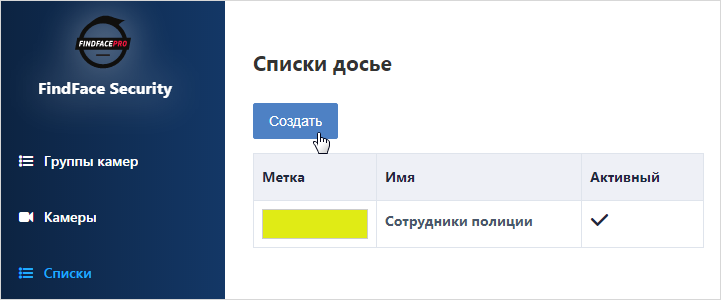 FINDFACEPRO
FindFace Security
Группы камер
Камеры
Списки
Списки досье
Создать
Метка Имя Активный
Сотрудники полиции